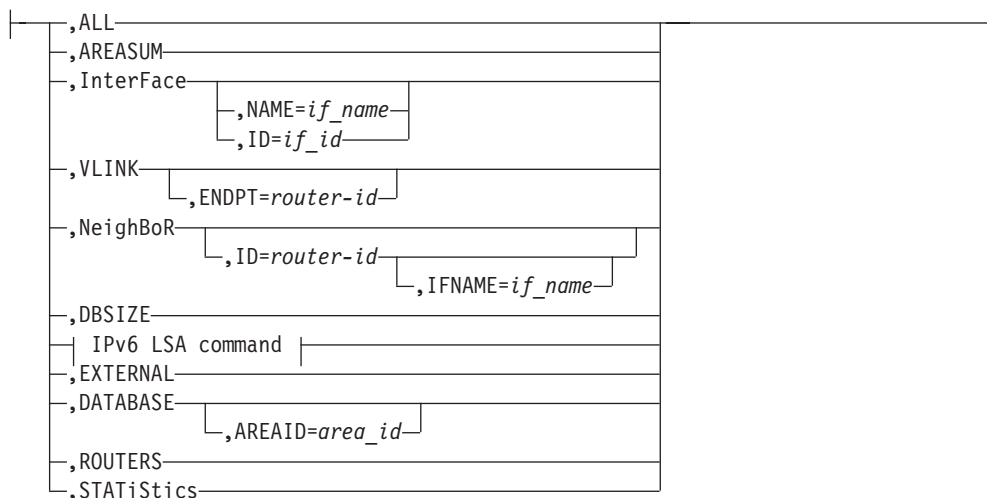 ,ALL
,AREASUM
,InterFace
,NAME=if_name
,ID=if_id
,VLINK
,ENDPT=router-id
,NeighBoR
,ID=router-id
,IFNAME=if_name
,DBSIZE
IPv6 LSA command
,EXTERNAL
,DATABASE
,AREAID=area_id
,ROUTERS
,STATiStics